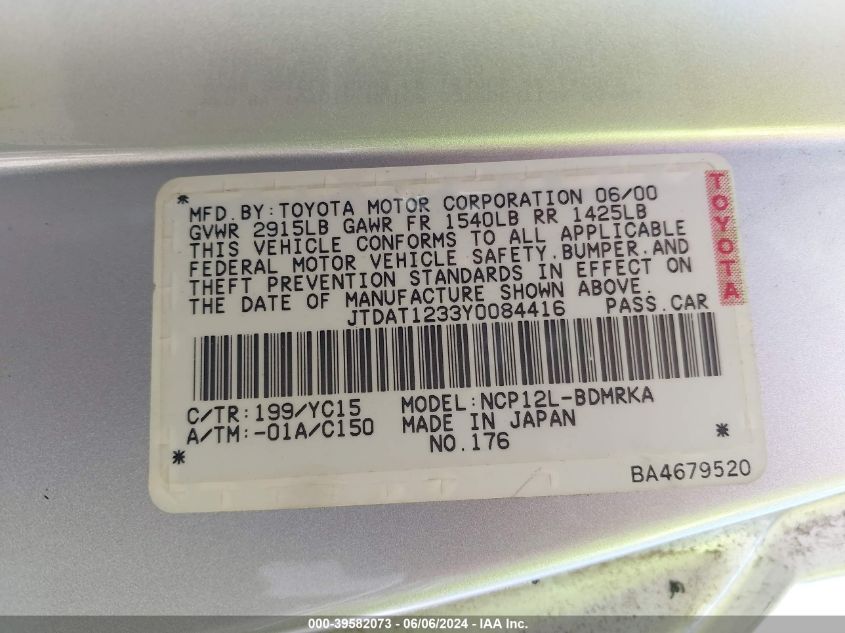 *
MFD.BY:TOYOTA MOTOR CORPORATION 06/00
GVWR 2915LB GAWR FR 1540LB RR 1425LB
THIS VEHICLE CONFORMS TO ALL APPLICABLE
FEDERAL MOTOR VEHICLE SAFETY,BUMPER,AND
THEFT PREVENTION STANDARDS IN EFFECT ON
THE DATE OF MANUFACTURE SHOWN ABOVE.
JTDAT1233Y0084416 PASS.CAR
TOYOTA
C/TR:199/YC15 MODEL:NCP12L-BDMRKA
A/TM:-01A/C150 MADE IN JAPAN
NO.176
* *
BA4679520
000-39582073 - 06/06/2024 - IAA Inc.